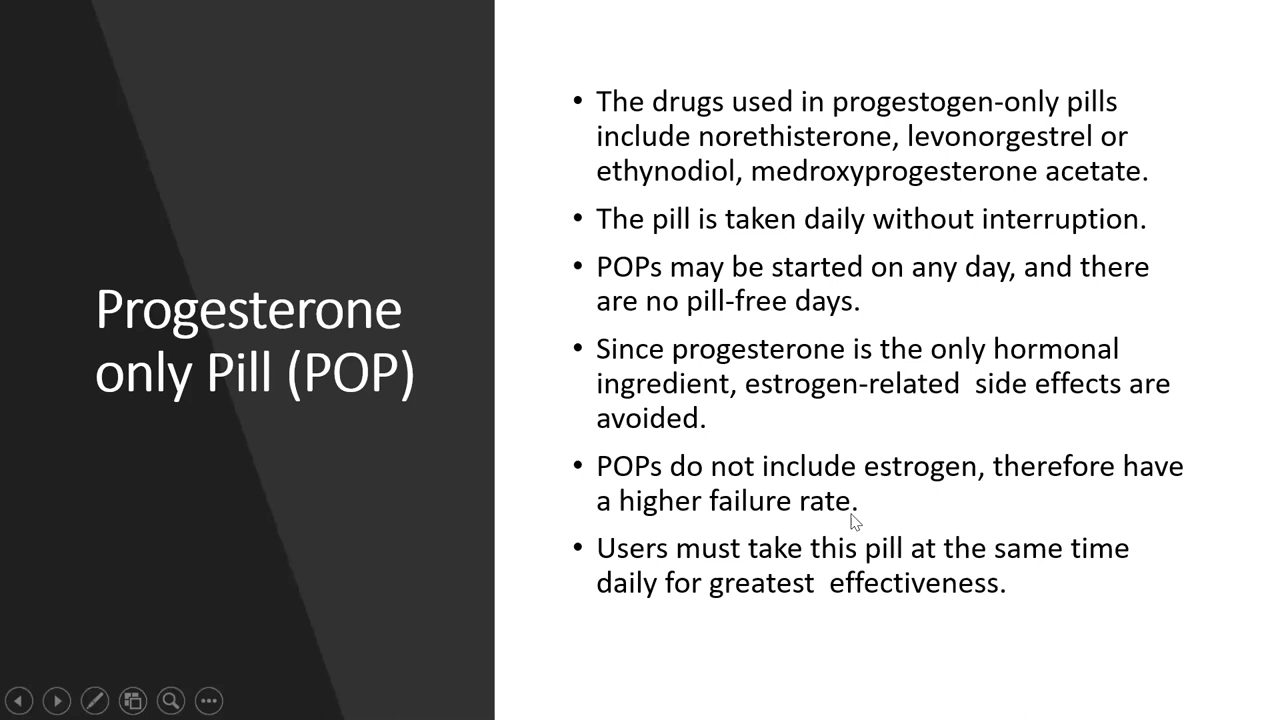 Progesterone
only Pill (POP)
• The drugs used in progestogen-only pills
include norethisterone, levonorgestrel or
ethynodiol, medroxyprogesterone acetate.
• The pill is taken daily without interruption.
• POPs may be started on any day, and there
are no pill-free days.
• Since progesterone is the only hormonal
ingredient, estrogen-related  side effects are
avoided.
• POPs do not include estrogen, therefore have
a higher failure rate.
• Users must take this pill at the same time
daily for greatest  effectiveness.